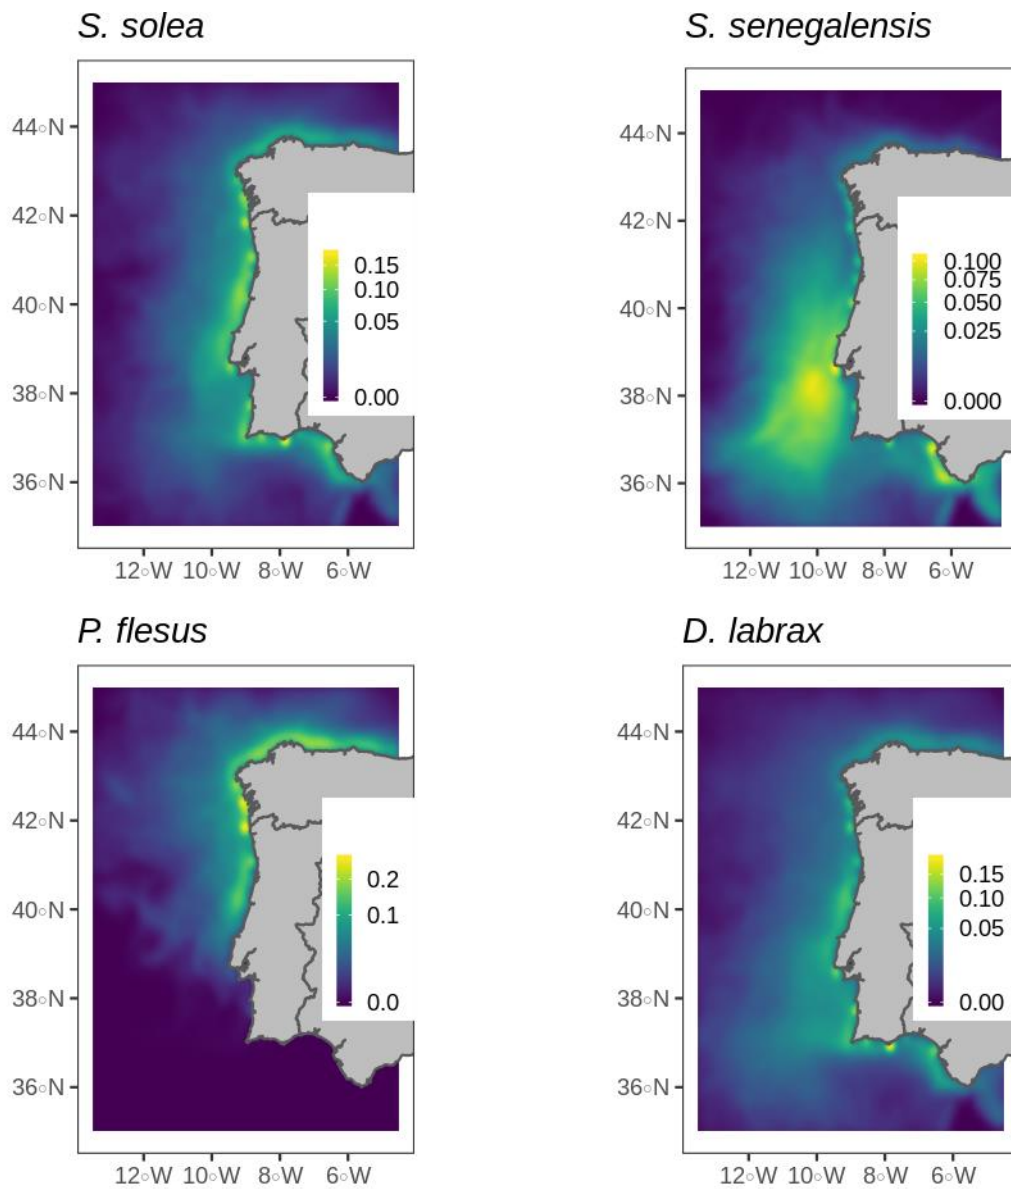 S. solea
44◦N
42◦N
40◦N
38◦N
36◦N
0.15
0.10
0.05
0.00
12◦W 10◦W 8◦W 6◦W
S. senegalensis
44◦N
42◦N
40◦N
38◦N
36◦N
0.100
0.075
0.050
0.025
0.000
12◦W 10◦W 8◦W 6◦W
P. flesus
44◦N
42◦N
40◦N
38◦N
36◦N
0.2
0.1
0.0
12◦W 10◦W 8◦W 6◦W
D. labrax
44◦N
42◦N
40◦N
38◦N
36◦N
0.15
0.10
0.05
0.00
12◦W 10◦W 8◦W 6◦W